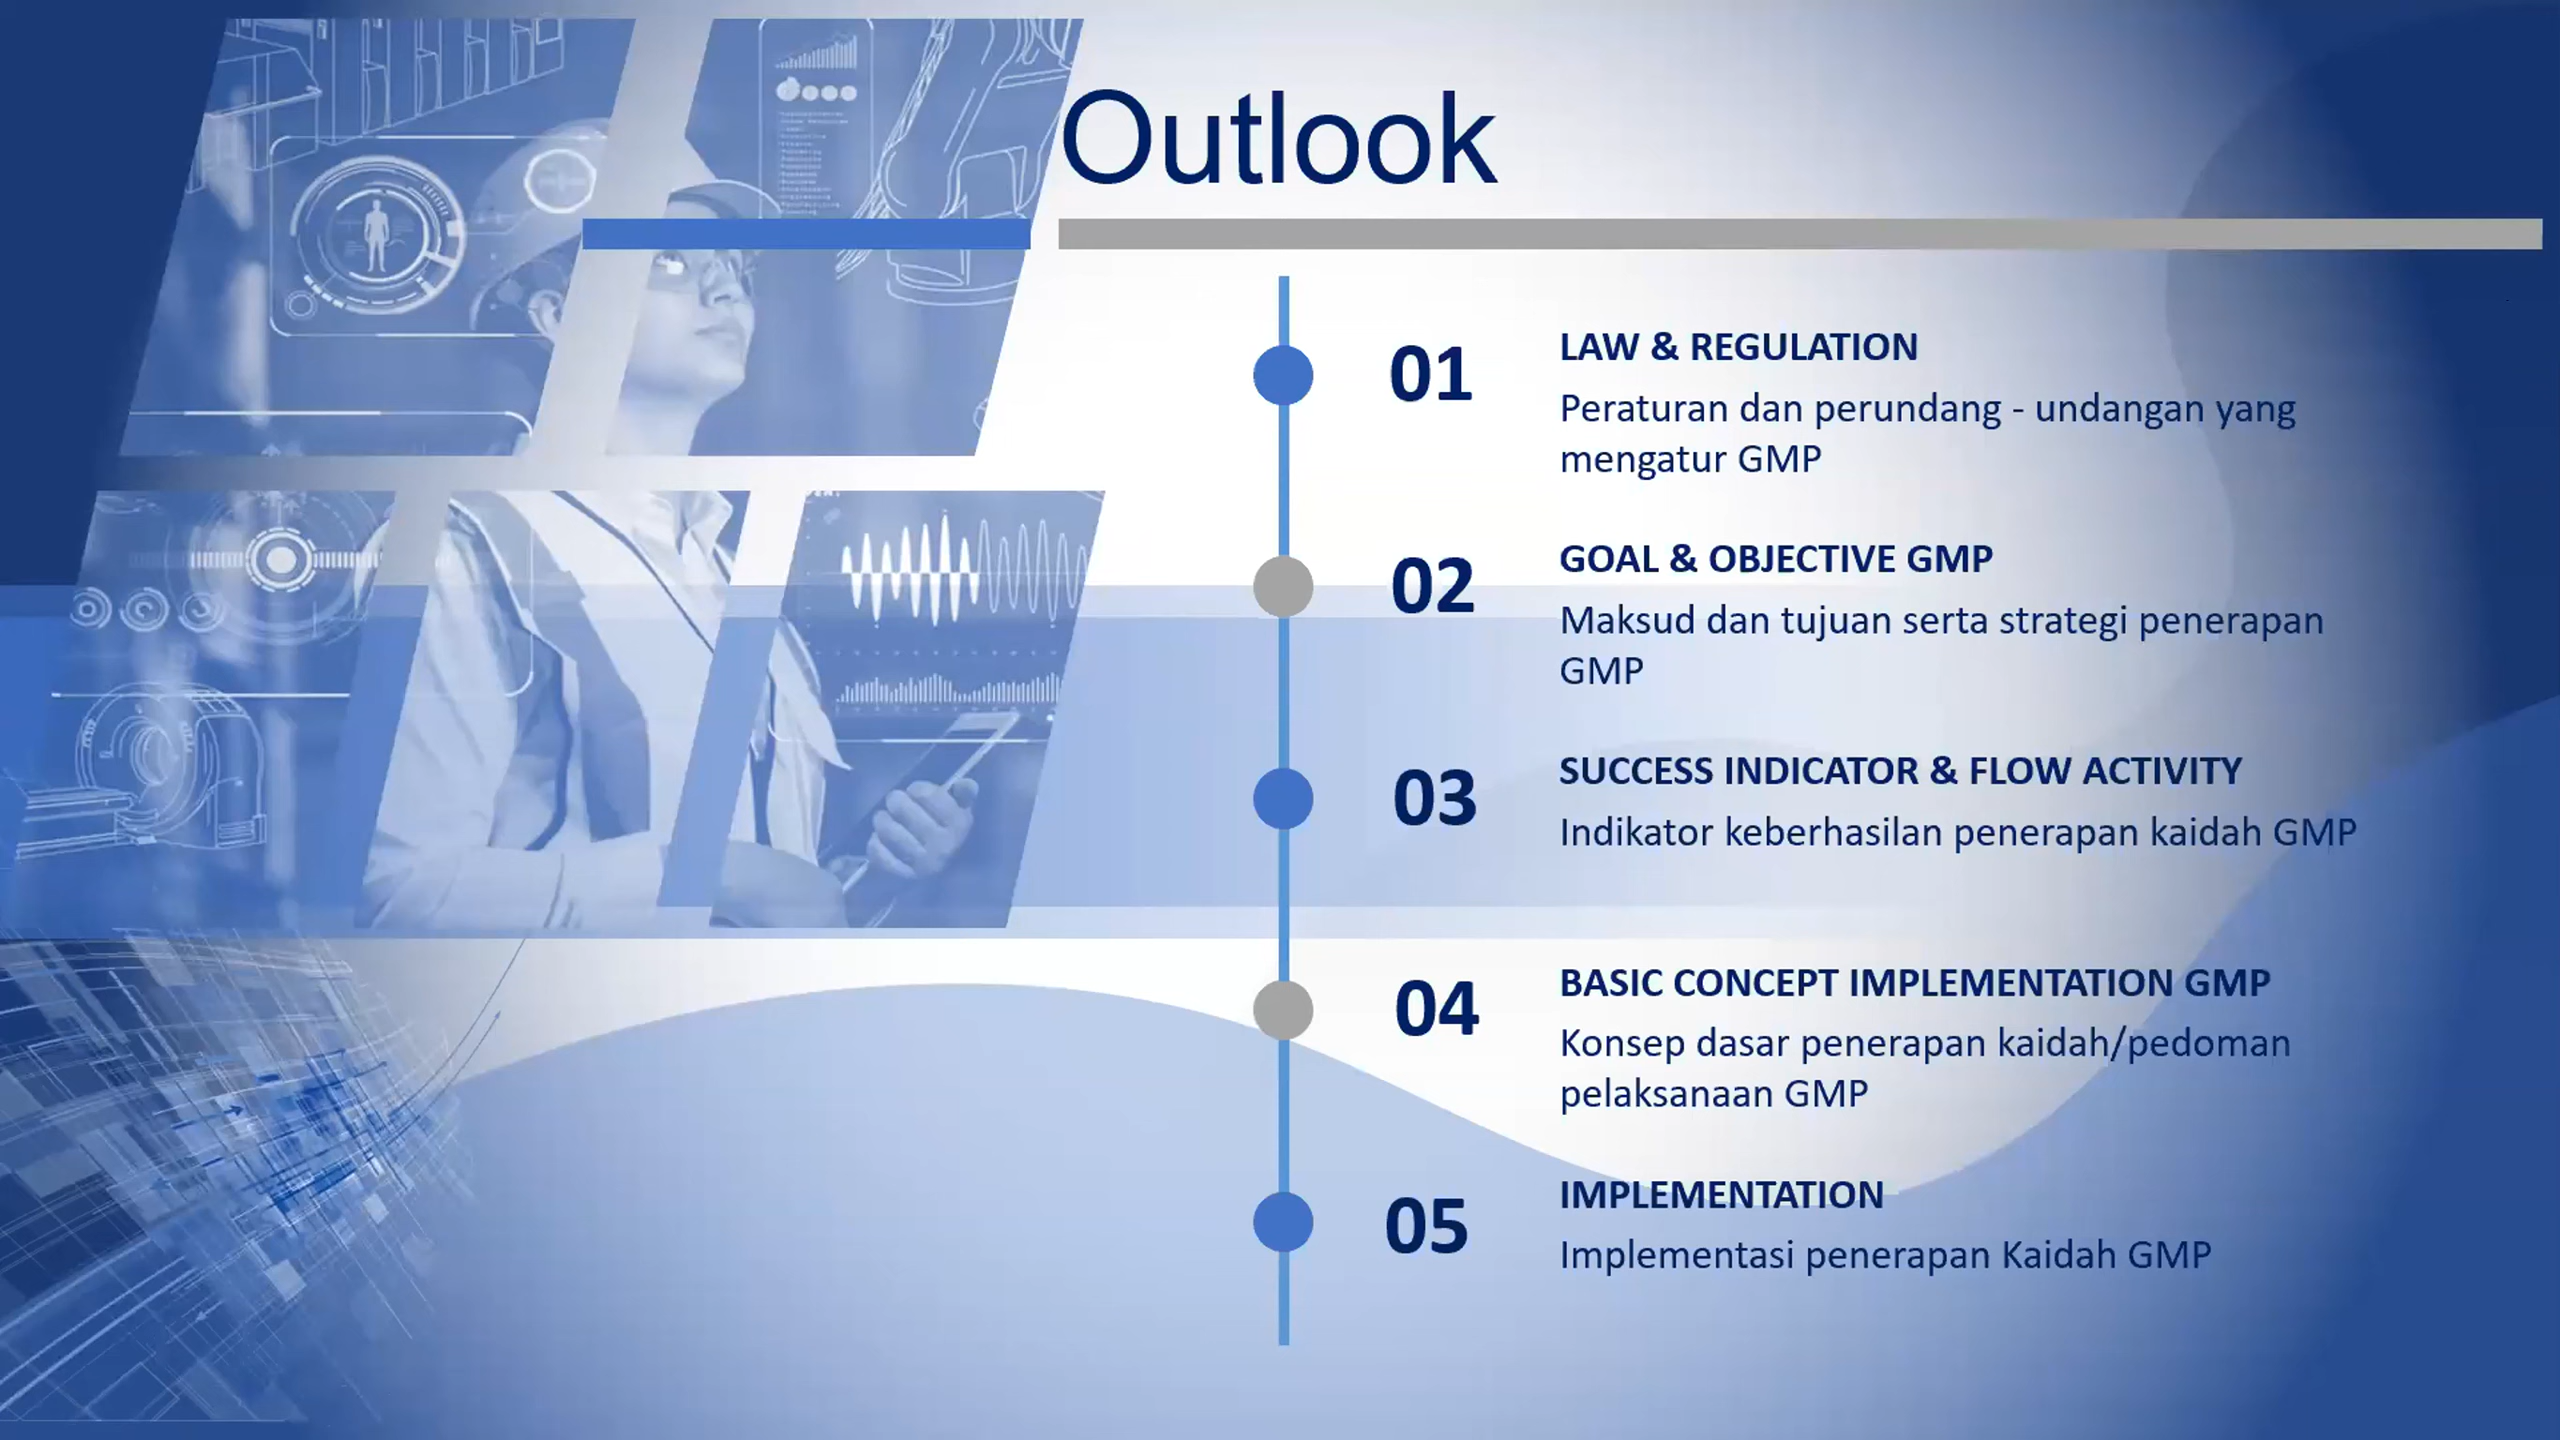 Outlook
01
LAW & REGULATION
Peraturan dan perundang - undangan yang
mengatur GMP
02
GOAL & OBJECTIVE GMP
Maksud dan tujuan serta strategi penerapan
GMP
03
SUCCESS INDICATOR & FLOW ACTIVITY
Indikator keberhasilan penerapan kaidah GMP
04
BASIC CONCEPT IMPLEMENTATION GMP
Konsep dasar penerapan kaidah/pedoman
pelaksanaan GMP
05
IMPLEMENTATION
Implementasi penerapan Kaidah GMP